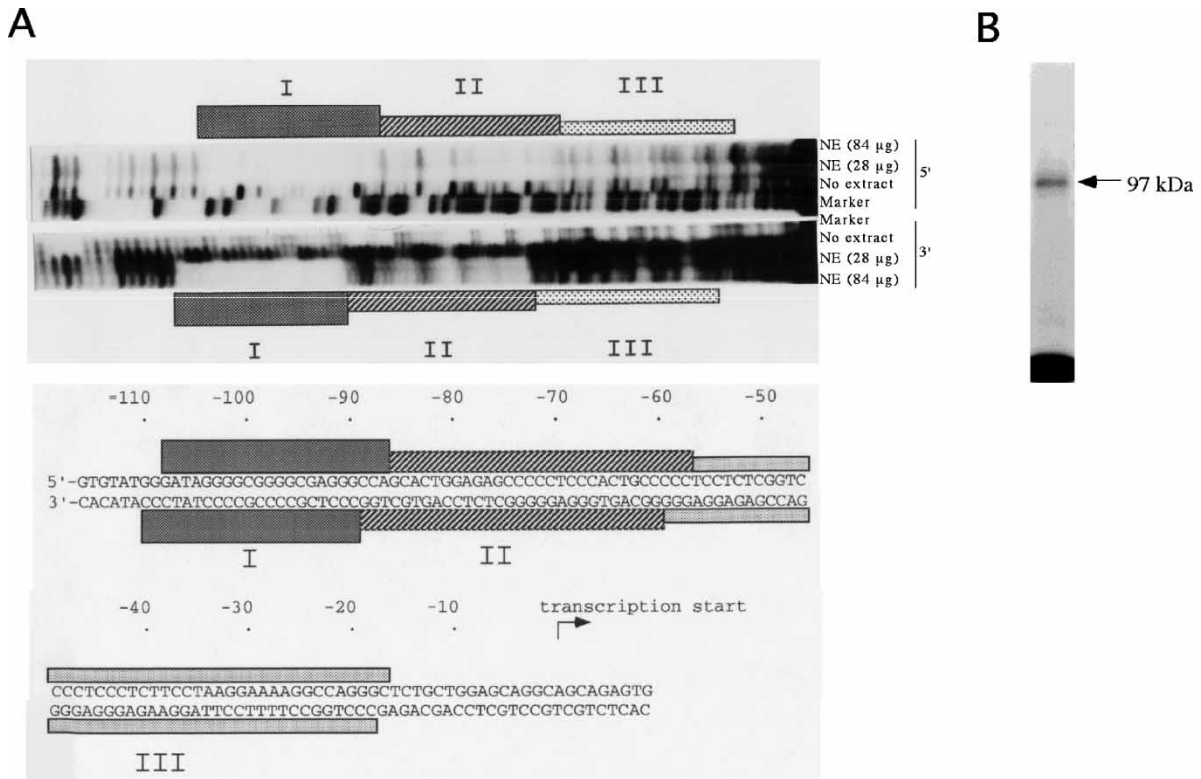 A
B
I II III
NE (84 µg)
NE (28 µg)
No extract
Marker
5'
Marker
No extract
NE (28 µg)
NE (84 µg)
3'
I II III
97 kDa
=110 -100 -90 -80 -70 -60 -50
5'-GTGTATGGGATAGGGGCGGGGCGAGGGCCAGCACTGGAGAGCCCCCTCCCACTGCCCCCTCCTCTCGGTC
3'-CACATACCCTATCCCCGCCCCGCTCCCGGTCGTGACCTCTCGGGGGAGGGTGACGGGGGAGGAGAGCCAG
I II
-40 -30 -20 -10 transcription start
CCCTCCCTCTTCCTAAGGAAAAGGCCAGGGCTCTGCTGGAGCAGGCAGCAGAGTG
GGGAGGGAGAAGGATTCCTTTTCCGGTCCCGAGACGACCTCGTCCGTCGTCTCAC
III